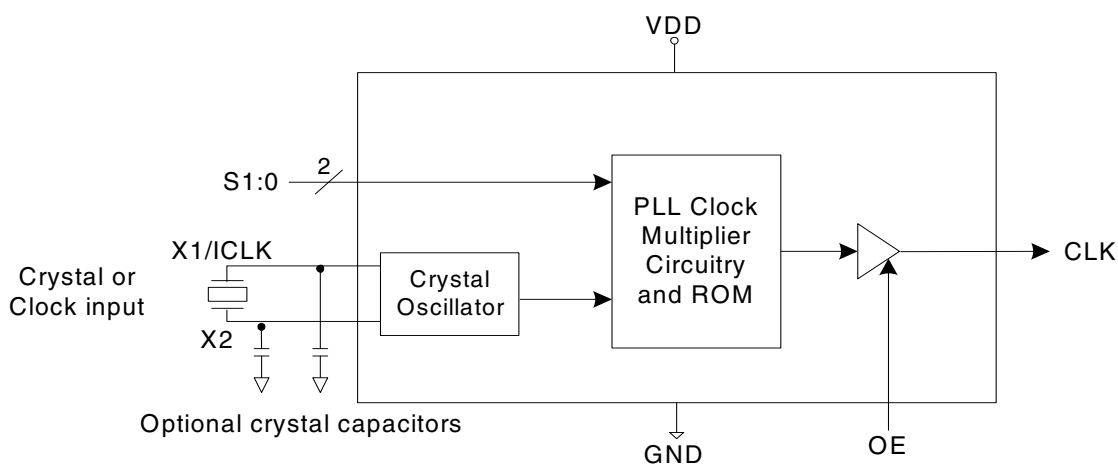 VDD
2
S1:0
PLL Clock
Multiplier
Circuitry
and ROM
X1/ICLK
Crystal or
Clock input
Crystal
Oscillator
CLK
X2
Optional crystal capacitors
GND
OE